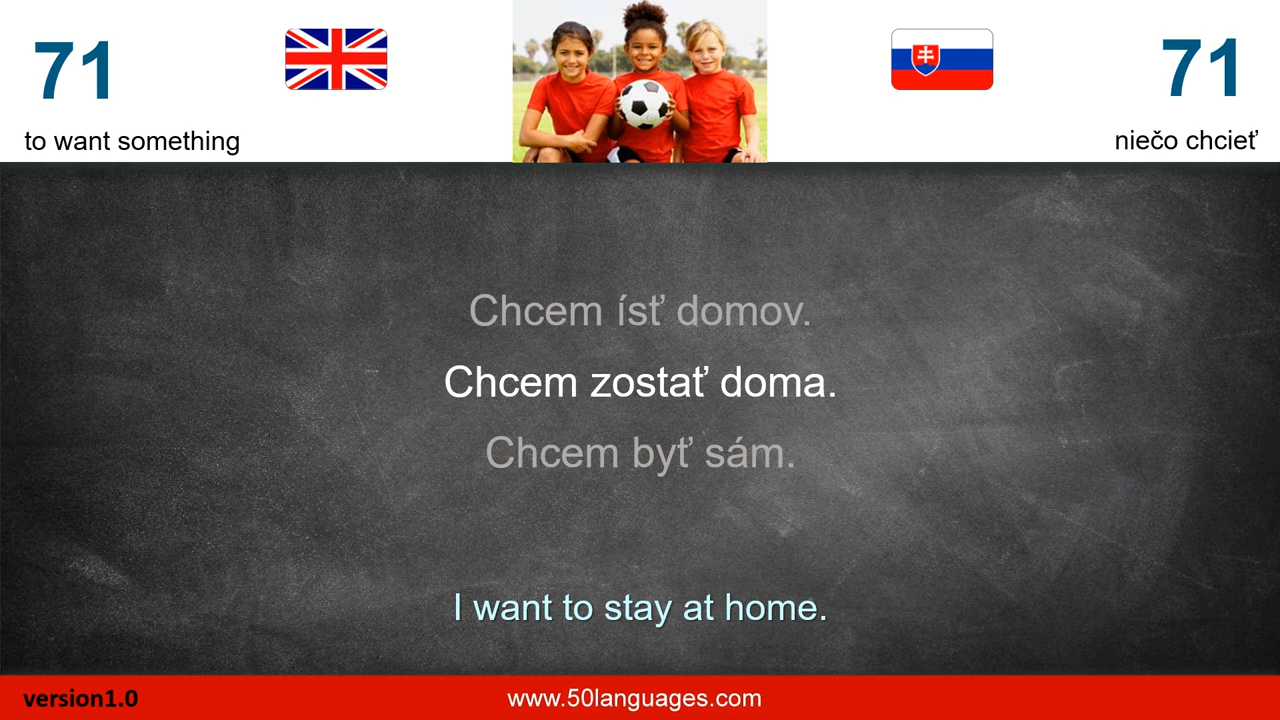 71
71
to want something
niečo chcieť
Chcem ísť domov.
Chcem zostať doma.
Chcem byť sám.
I want to stay at home.
version1.0
www.50languages.com